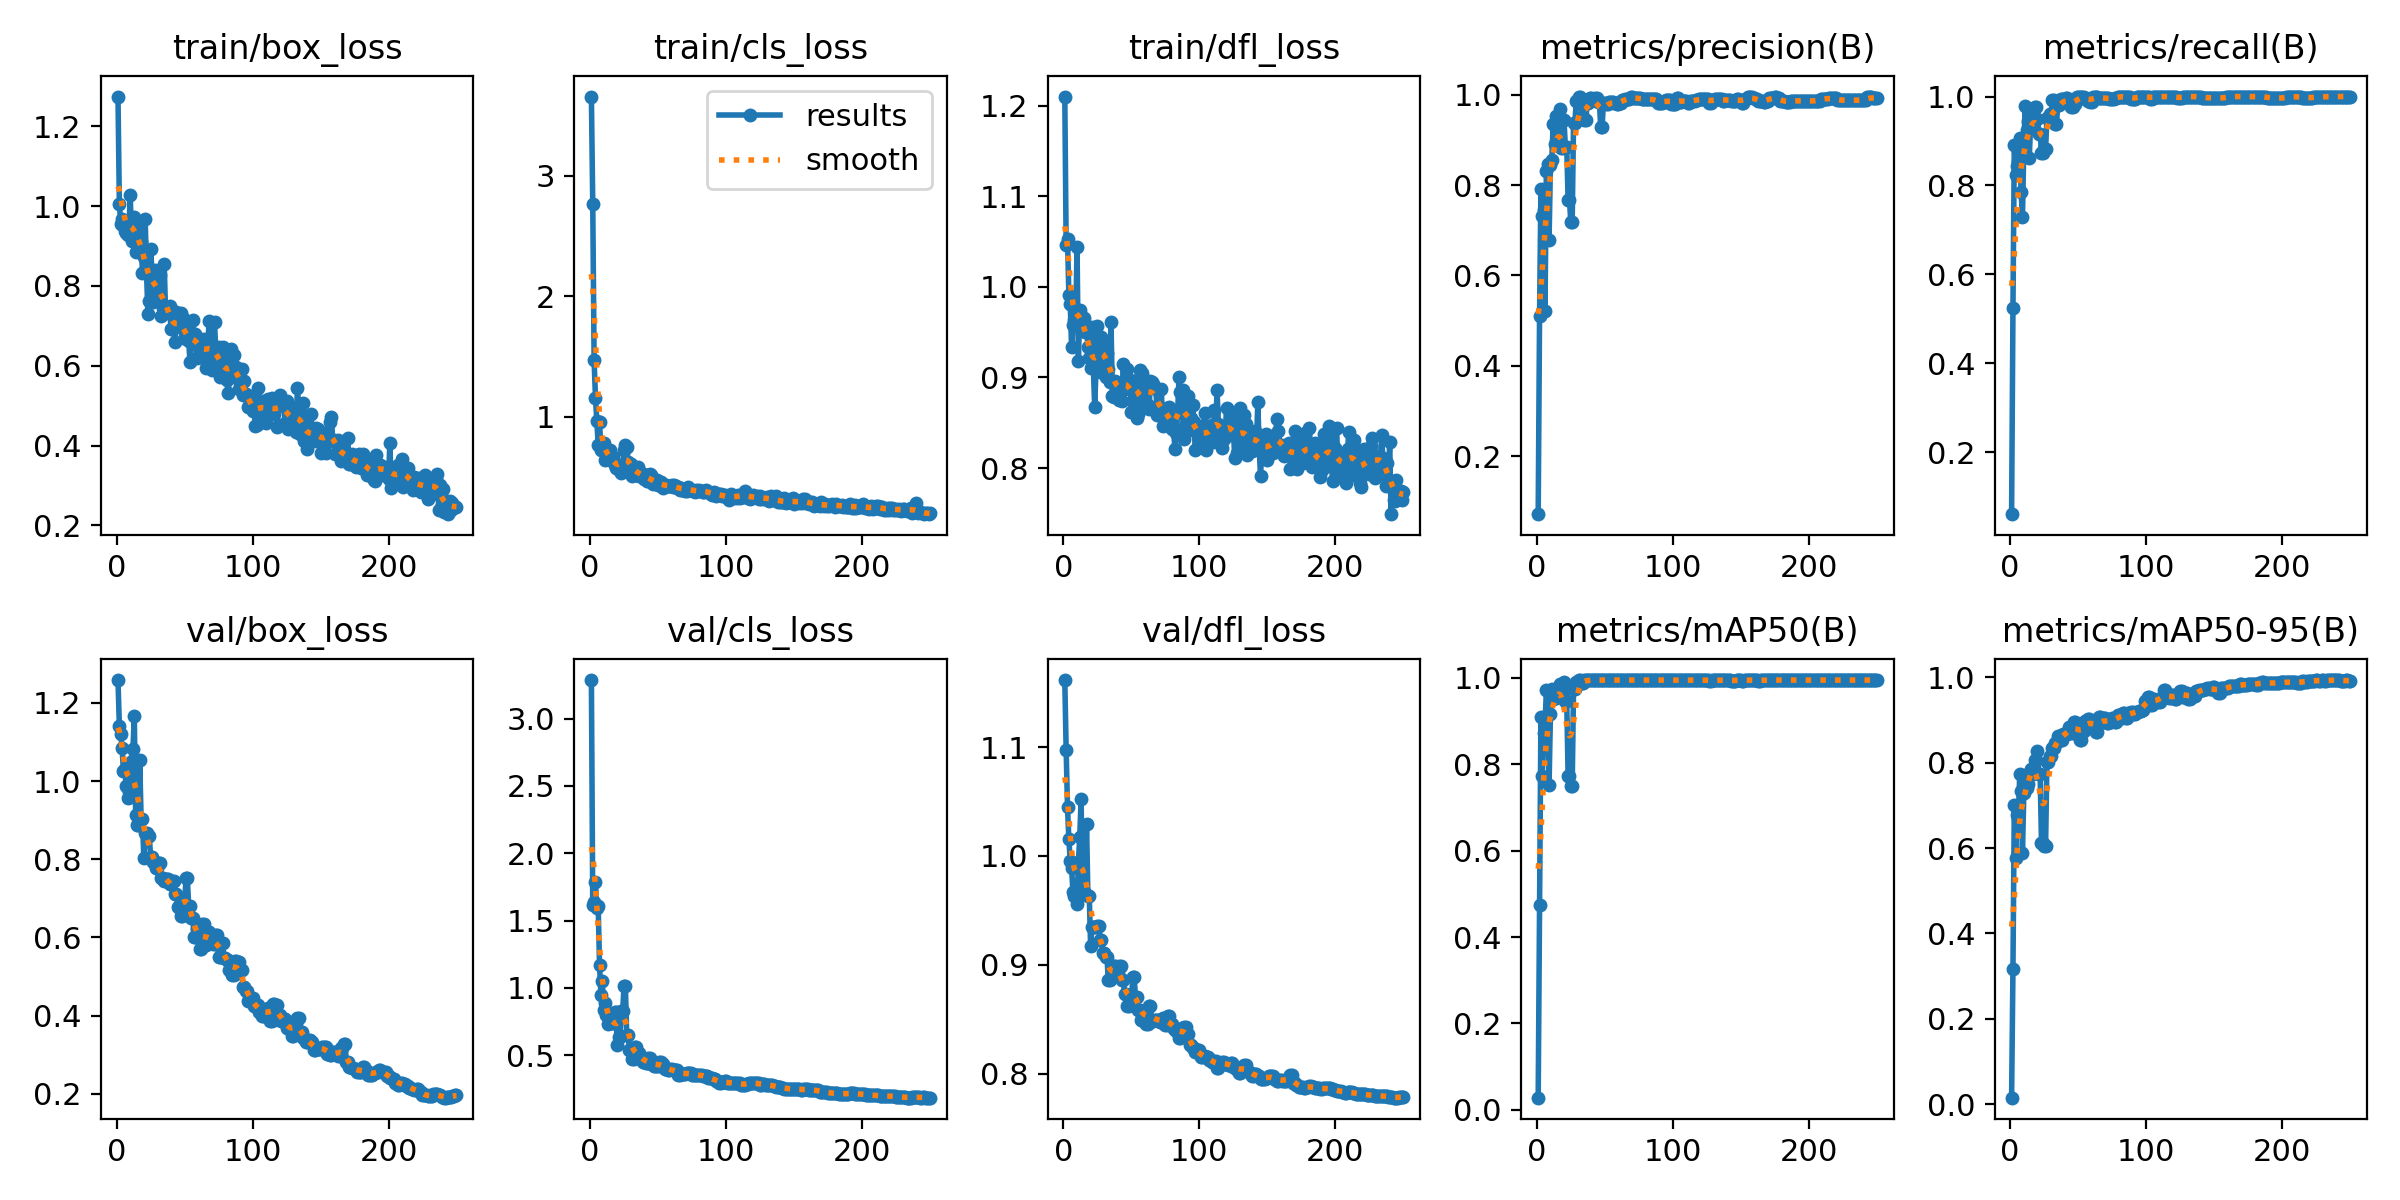 train/box_loss
1.2
1.0
0.8
0.6
0.4
0.2
0 100 200
train/cls_loss
results
smooth
3
2
1
0 100 200
train/dfl_loss
1.2
1.1
1.0
0.9
0.8
0 100 200
metrics/precision(B)
1.0
0.8
0.6
0.4
0.2
0 100 200
metrics/recall(B)
1.0
0.8
0.6
0.4
0.2
0 100 200
val/box_loss
1.2
1.0
0.8
0.6
0.4
0.2
0 100 200
val/cls_loss
3.0
2.5
2.0
1.5
1.0
0.5
0 100 200
val/dfl_loss
1.1
1.0
0.9
0.8
0 100 200
metrics/mAP50(B)
1.0
0.8
0.6
0.4
0.2
0.0
0 100 200
metrics/mAP50-95(B)
1.0
0.8
0.6
0.4
0.2
0.0
0 100 200